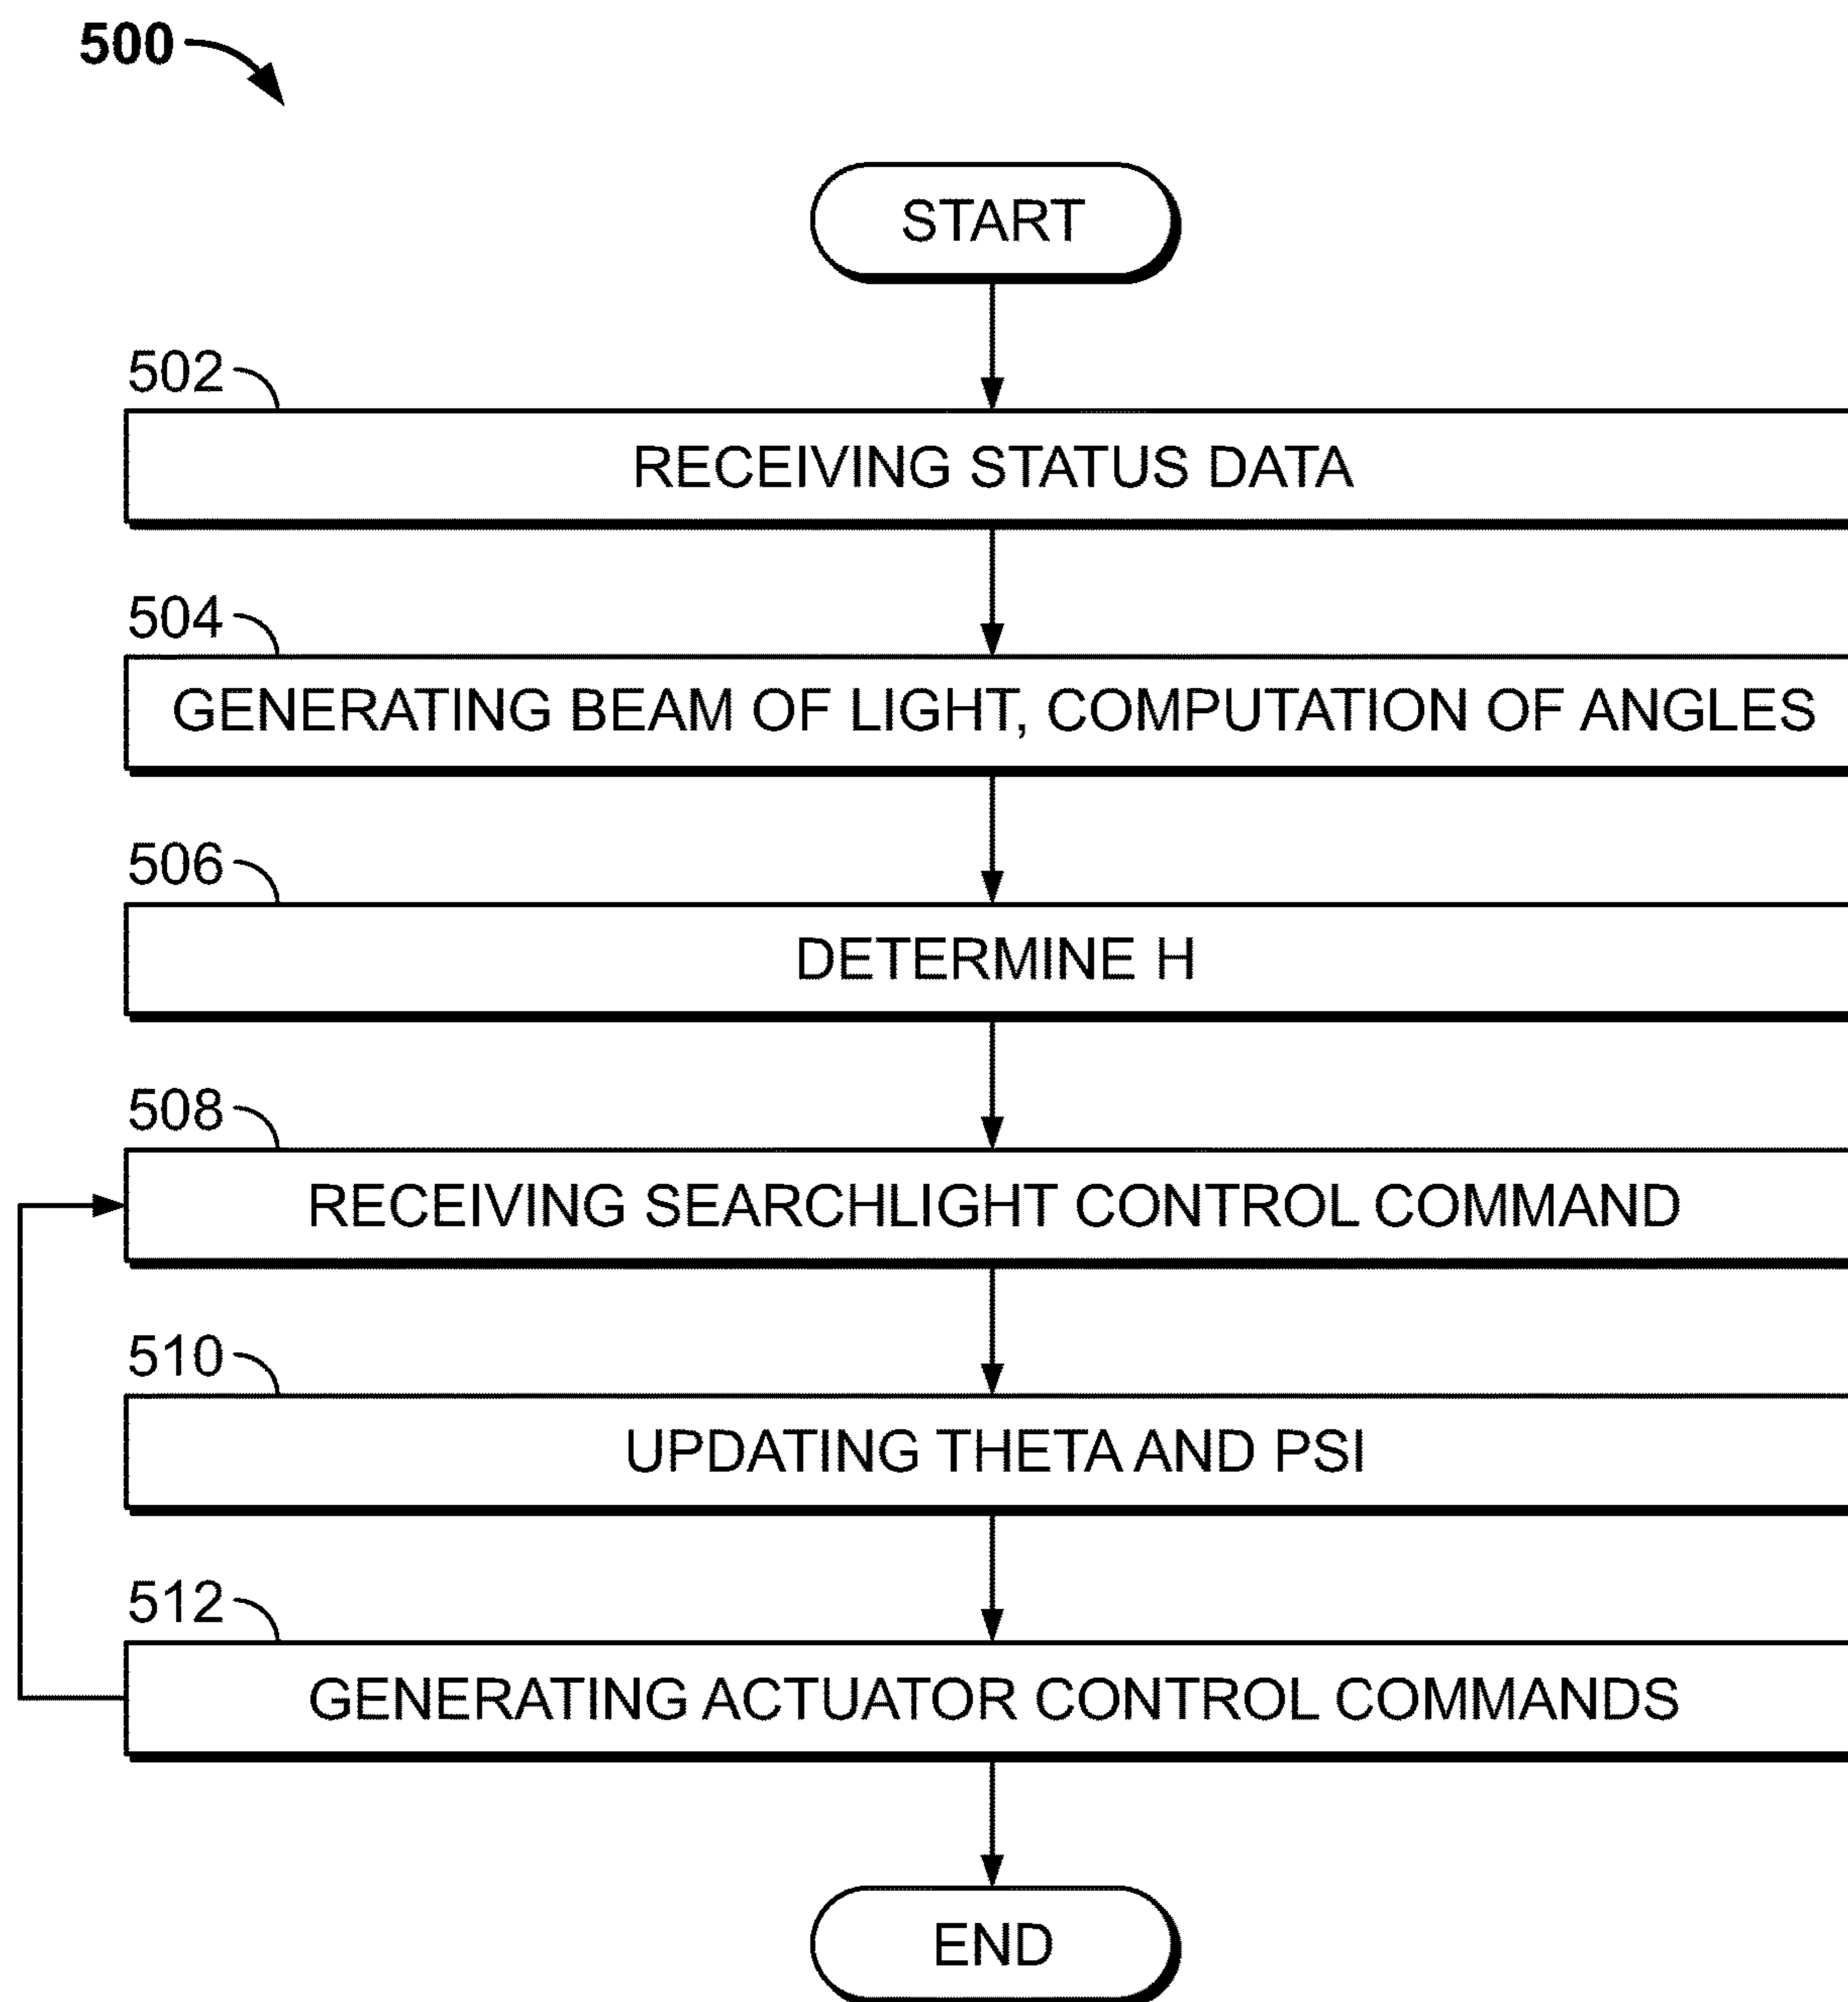 500
START
502
RECEIVING STATUS DATA
504
GENERATING BEAM OF LIGHT, COMPUTATION OF ANGLES
506
DETERMINE H
508
RECEIVING SEARCHLIGHT CONTROL COMMAND
510
UPDATING THETA AND PSI
512
GENERATING ACTUATOR CONTROL COMMANDS
END